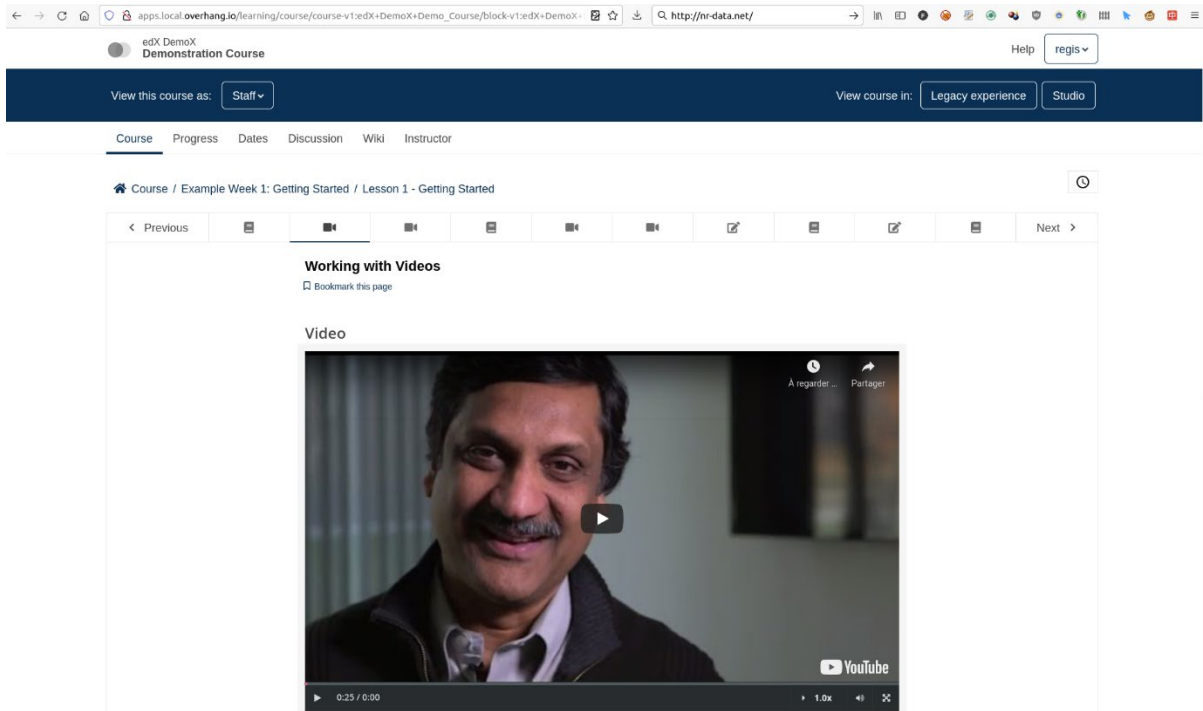 apps.local.overhang.io/learning/course/course-v1:edX+DemoX+Demo_Course/block-v1:edX+DemoX+
http://nr-data.net/
edX DemoX
Demonstration Course
Help
regis
View this course as:
Staff
View course in:
Legacy experience
Studio
Course Progress Dates Discussion Wiki Instructor
Course / Example Week 1: Getting Started / Lesson 1 - Getting Started
Previous
Next
Working with Videos
Bookmark this page
Video
À regarder ...
Partager
YouTube
0:25 / 0:00
1.0x